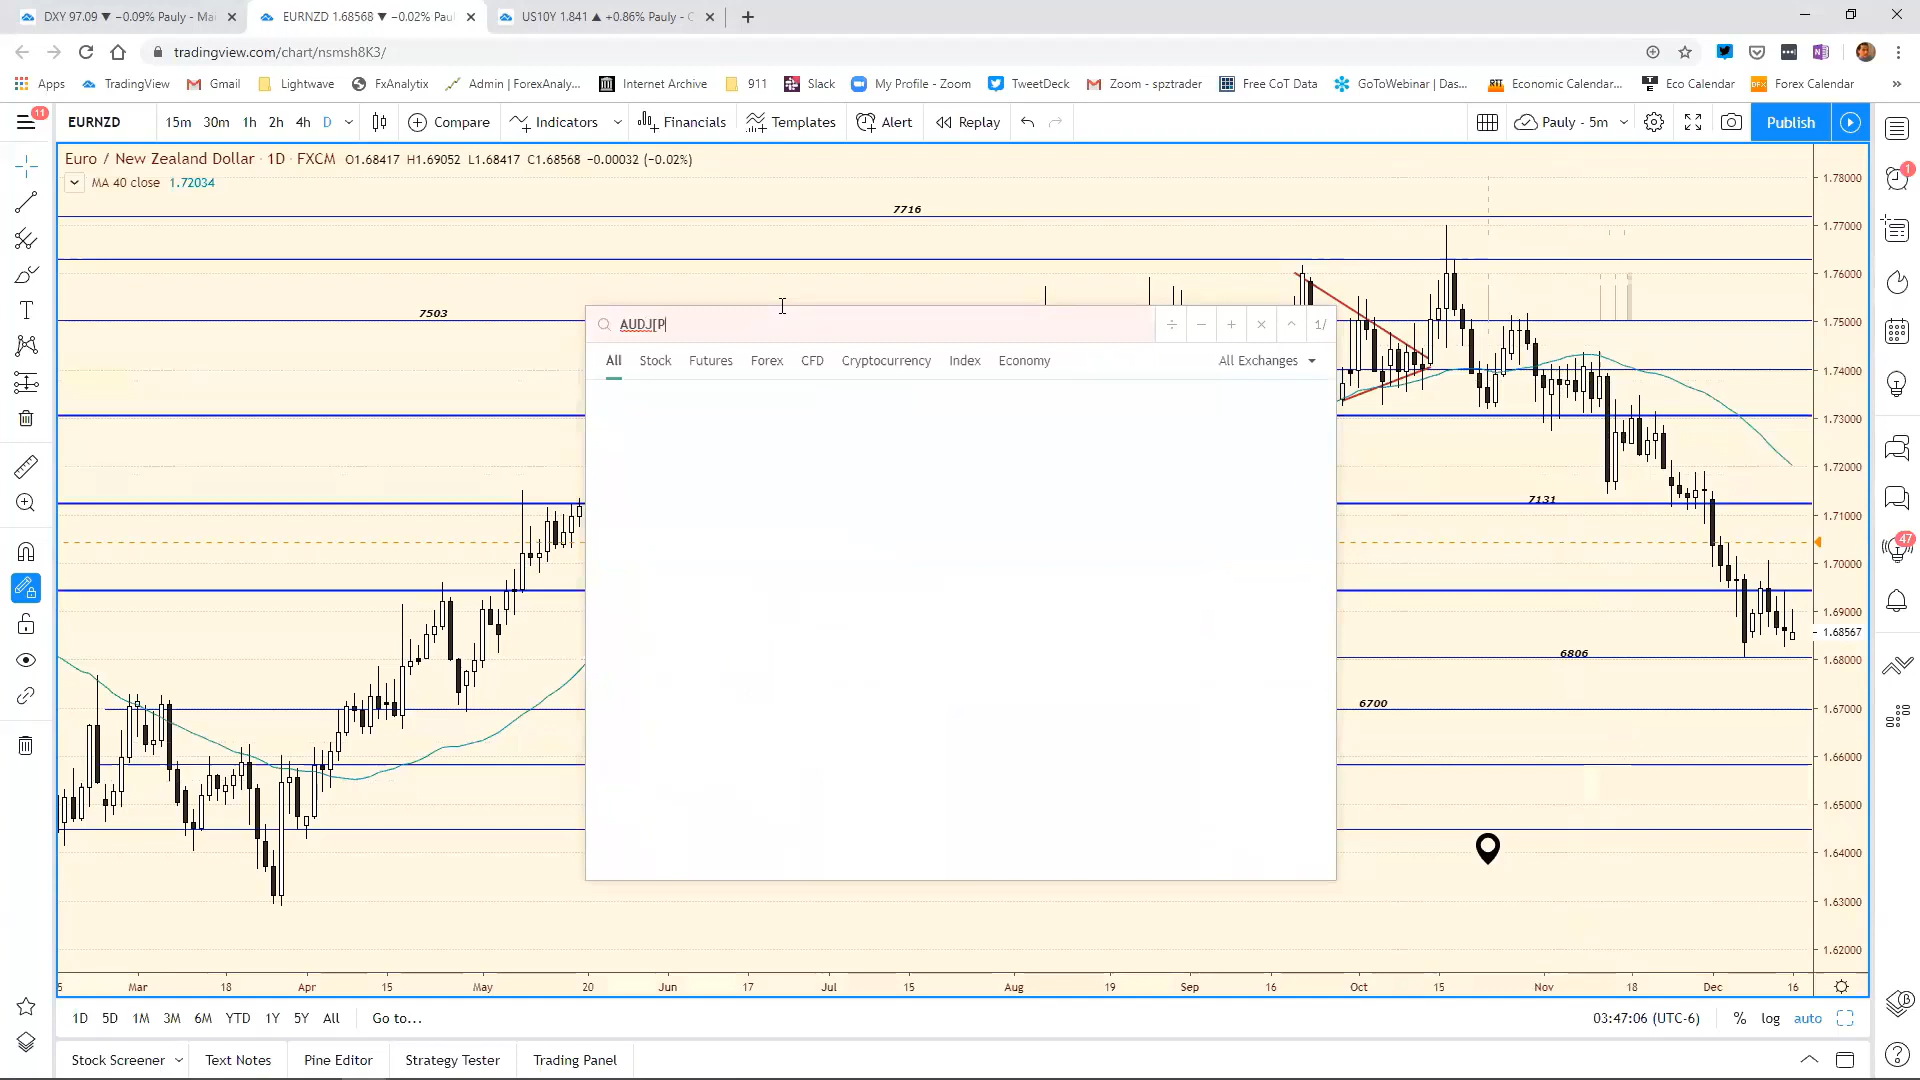 DXY 97.09 ▼ −0.09% Pauly - Mai
EURNZD 1.68568 ▼ −0.02% Paul
US10Y 1.841 ▲ +0.86% Pauly - C
tradingview.com/chart/nsmsh8K3/
Apps TradingView Gmail Lightwave FxAnalytix Admin | ForexAnaly... Internet Archive 911 Slack My Profile - Zoom TweetDeck Zoom - spztrader Free CoT Data GoToWebinar | Das... Economic Calendar... Eco Calendar Forex Calendar »
11 EURNZD 15m 30m 1h 2h 4h D Compare Indicators Financials Templates Alert Replay Pauly - 5m Publish
Euro / New Zealand Dollar · 1D · FXCM O1.68417 H1.69052 L1.68417 C1.68568 −0.00032 (−0.02%)
MA 40 close 1.72034
7716
7503
7131
6806
6700
AUDJ[P
÷ − + × ^ 1/
All Stock Futures Forex CFD Cryptocurrency Index Economy All Exchanges
1.78000
1.77000
1.76000
1.75000
1.74000
1.73000
1.72000
1.71000
1.70000
1.69000
1.68567
1.68000
1.67000
1.66000
1.65000
1.64000
1.63000
1.62000
1
47
5 Mar 18 Apr 15 May 20 Jun 17 Jul 15 Aug 19 Sep 16 Oct 15 Nov 18 Dec 16
1D 5D 1M 3M 6M YTD 1Y 5Y All Go to... 03:47:06 (UTC-6) % log auto
Stock Screener Text Notes Pine Editor Strategy Tester Trading Panel